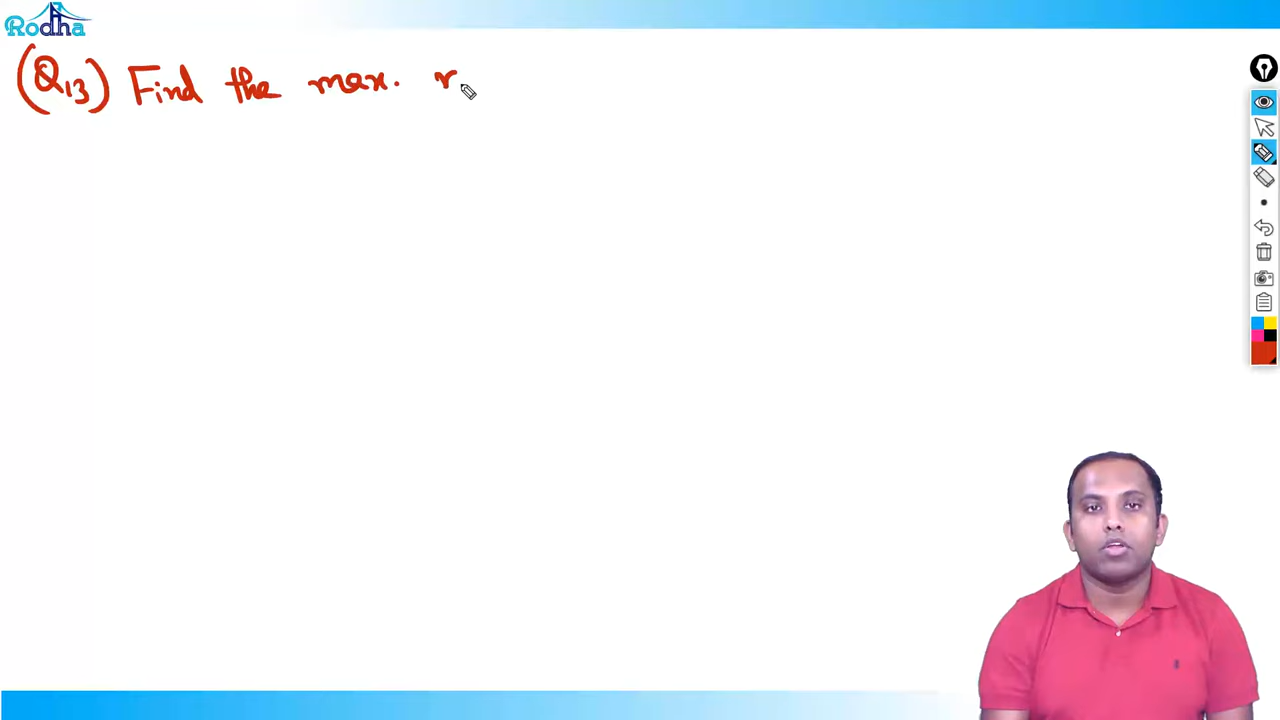 Rodha
(Q13) Find the max. r